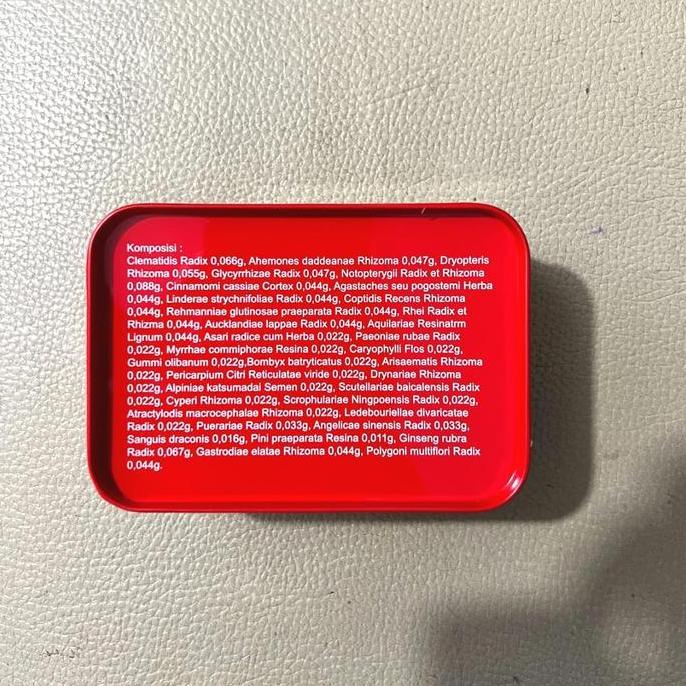 Komposisi :
Clematidis Radix 0,066g, Ahemones daddeanae Rhizoma 0,047g, Dryopteris
Rhizoma 0,055g, Glycyrrhizae Radix 0,047g, Notopterygii Radix et Rhizoma
0,088g, Cinnamomi cassiae Cortex 0,044g, Agastaches seu pogostemi Herba
0,044g, Linderae strychnifoliae Radix 0,044g, Coptidis Recens Rhizoma
0,044g, Rehmanniae glutinosae praeparata Radix 0,044g, Rhei Radix et
Rhizma 0,044g, Aucklandiae lappae Radix 0,044g, Aquilariae Resinatrm
Lignum 0,044g, Asari radice cum Herba 0,022g, Paeoniae rubae Radix
0,022g, Myrrhae commiphorae Resina 0,022g, Caryophylli Flos 0,022g,
Gummi olibanum 0,022g,Bombyx batryticatus 0,022g, Arisaematis Rhizoma
0,022g, Pericarpium Citri Reticulatae viride 0,022g, Drynariae Rhizoma
0,022g, Alpiniae katsumadai Semen 0,022g, Scutellariae baicalensis Radix
0,022g, Cyperi Rhizoma 0,022g, Scrophulariae Ningpoensis Radix 0,022g,
Atractylodis macrocephalae Rhizoma 0,022g, Ledebouriellae divaricatae
Radix 0,022g, Puerariae Radix 0,033g, Angelicae sinensis Radix 0,033g,
Sanguis draconis 0,016g, Pini praeparata Resina 0,011g, Ginseng rubra
Radix 0,067g, Gastrodiae elatae Rhizoma 0,044g, Polygoni multiflori Radix
0,044g.